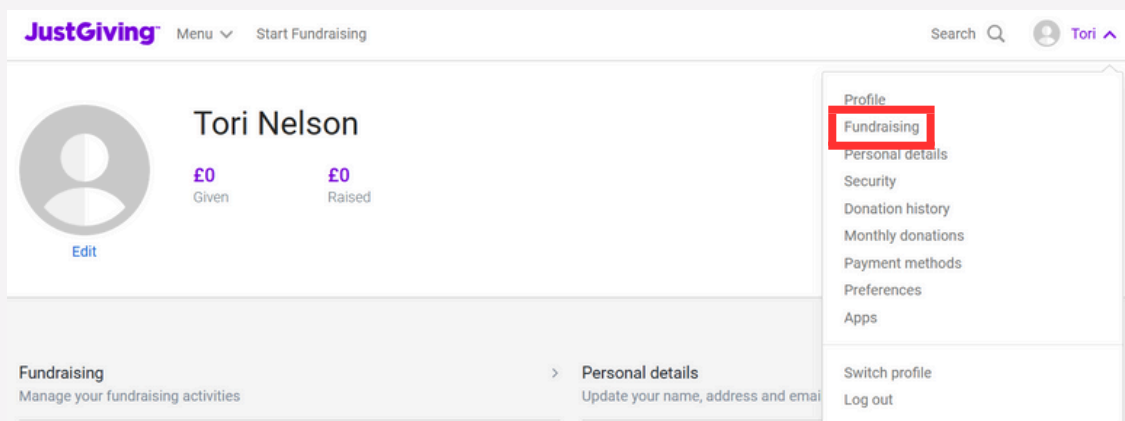 JustGiving™ Menu Start Fundraising Search Tori
Tori Nelson
£0 £0
Given Raised
Edit
Profile
Fundraising
Personal details
Security
Donation history
Monthly donations
Payment methods
Preferences
Apps
Switch profile
Log out
Fundraising
Manage your fundraising activities
Personal details
Update your name, address and emai